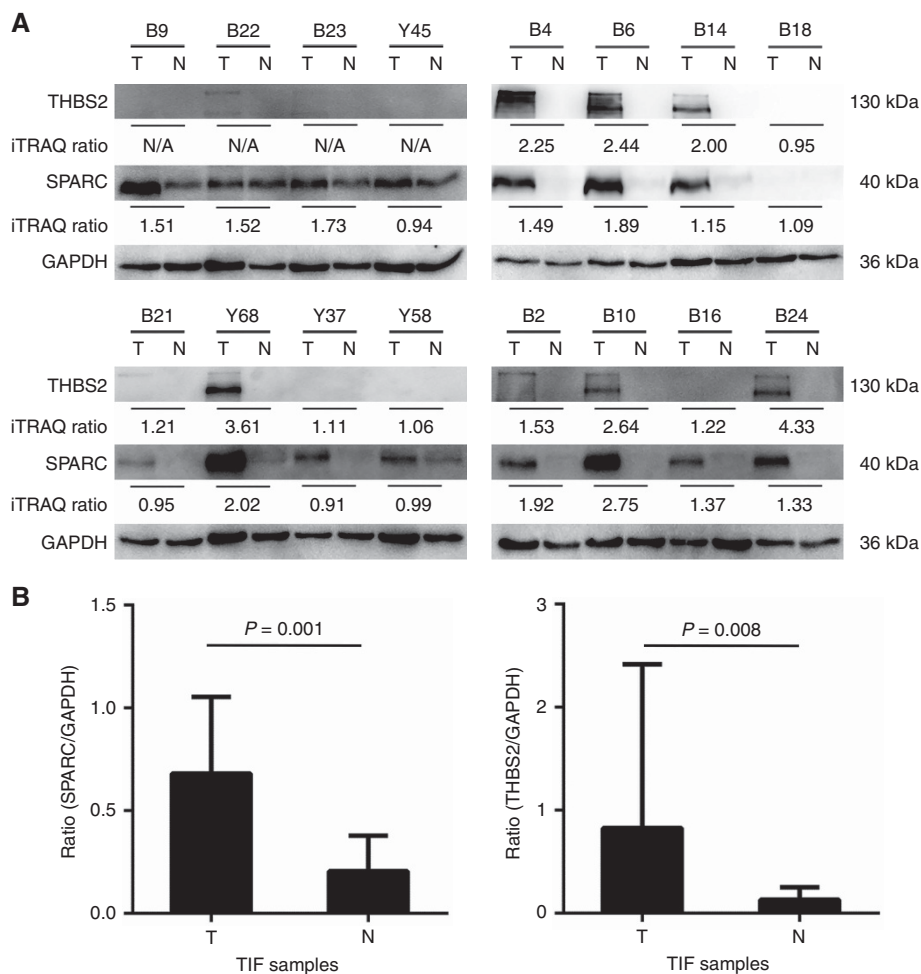 A
B9 B22 B23 Y45 B4 B6 B14 B18
T N T N T N T N T N T N T N T N
THBS2 130 kDa
iTRAQ ratio N/A N/A N/A N/A 2.25 2.44 2.00 0.95
SPARC 40 kDa
iTRAQ ratio 1.51 1.52 1.73 0.94 1.49 1.89 1.15 1.09
GAPDH 36 kDa
B21 Y68 Y37 Y58 B2 B10 B16 B24
T N T N T N T N T N T N T N T N
THBS2 130 kDa
iTRAQ ratio 1.21 3.61 1.11 1.06 1.53 2.64 1.22 4.33
SPARC 40 kDa
iTRAQ ratio 0.95 2.02 0.91 0.99 1.92 2.75 1.37 1.33
GAPDH 36 kDa
B
Ratio (SPARC/GAPDH)
1.5
1.0
0.5
0.0
P = 0.001
T N
TIF samples
Ratio (THBS2/GAPDH)
3
2
1
0
P = 0.008
T N
TIF samples